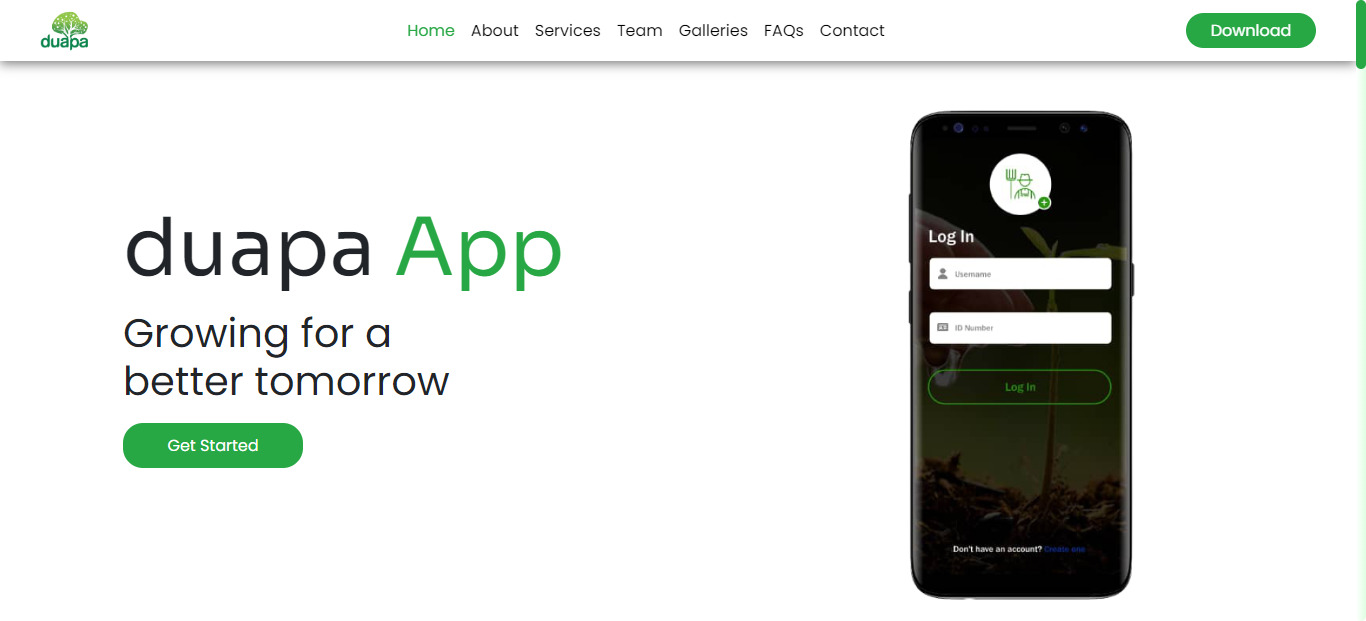 duapa
Home About Services Team Galleries FAQs Contact
Download
duapa App
Growing for a
better tomorrow
Get Started
Log In
Username
ID Number
Log In
Don't have an account? Create one